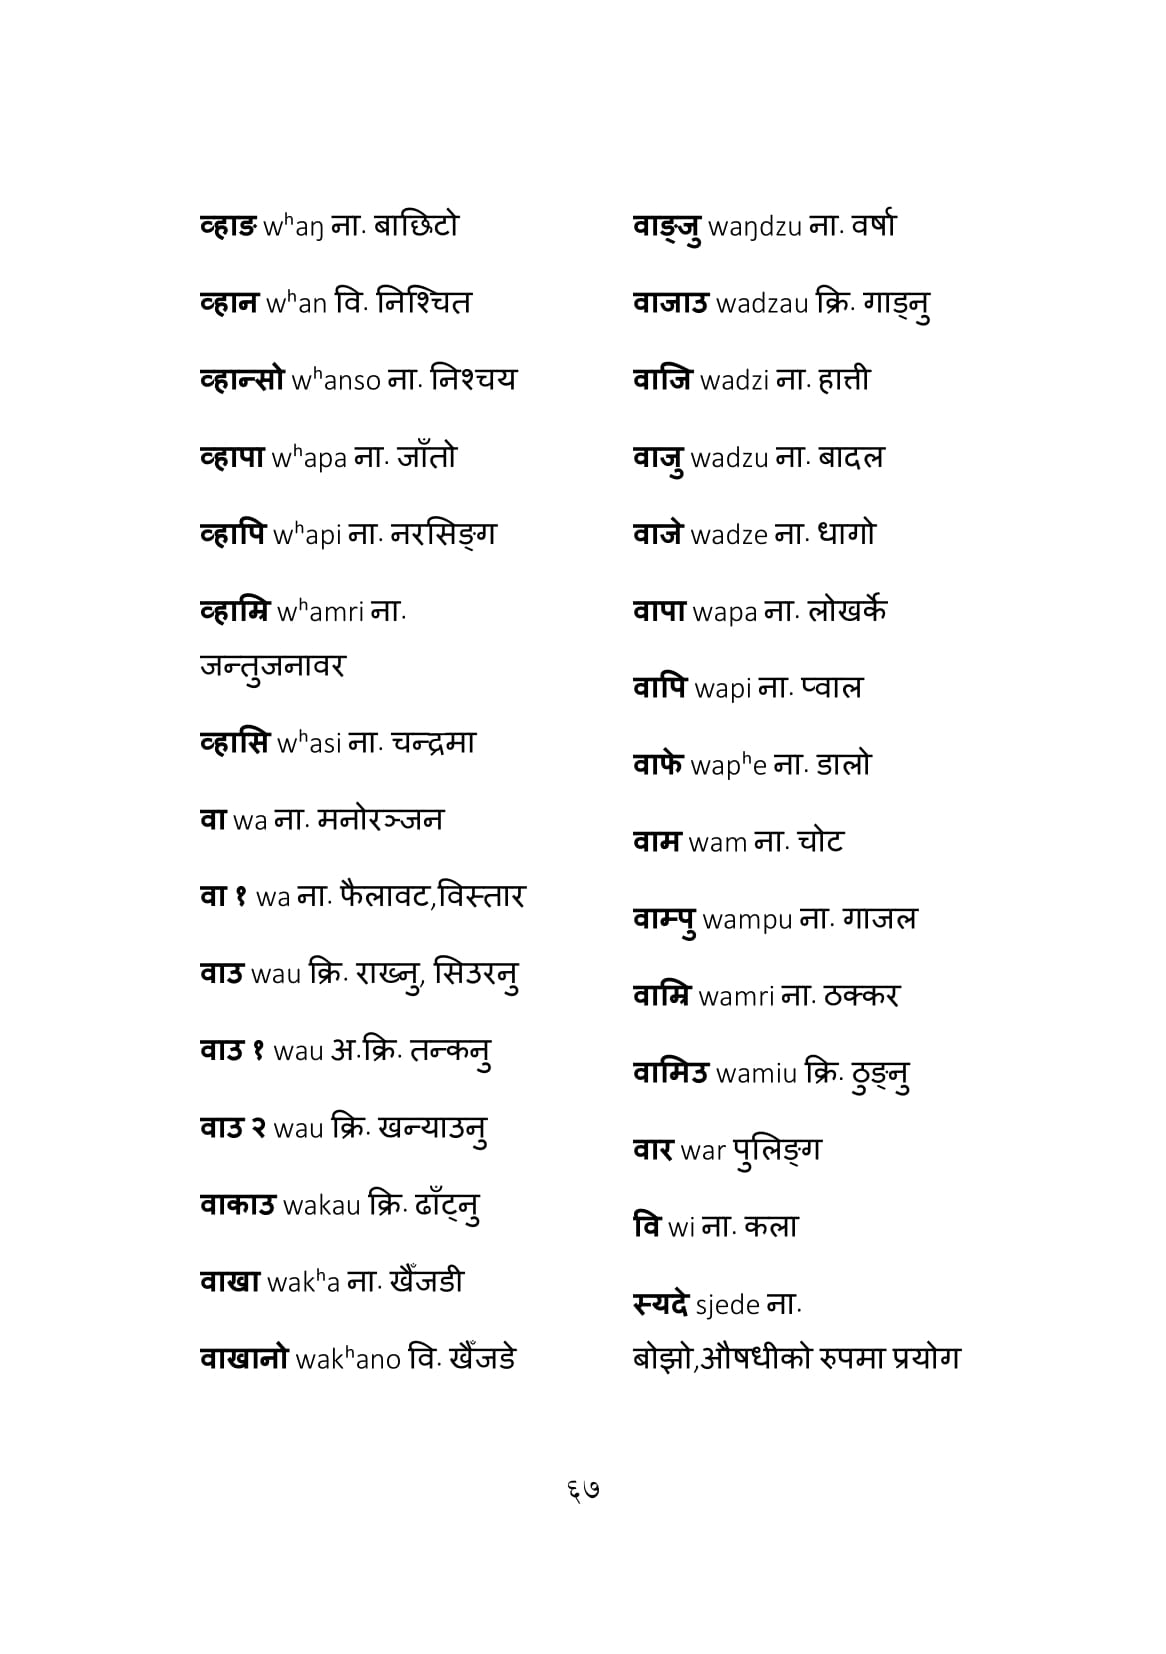 व्हाङ wʰaŋ ना. बाछिटो
व्हान wʰan वि. निश्चित
व्हान्सो wʰanso ना. निश्चय
व्हापा wʰapa ना. जाँतो
व्हापि wʰapi ना. नरसिङ्ग
व्हाम्रि wʰamri ना.
जन्तुजनावर
व्हासि wʰasi ना. चन्द्रमा
वा wa ना. मनोरञ्जन
वा १ wa ना. फैलावट,विस्तार
वाउ wau क्रि. राख्नु, सिउरनु
वाउ १ wau अ.क्रि. तन्कनु
वाउ २ wau क्रि. खन्याउनु
वाकाउ wakau क्रि. ढाँट्नु
वाखा wakʰa ना. खैँजडी
वाखानो wakʰano वि. खैँजडे
वाङ्जु waŋdzu ना. वर्षा
वाजाउ wadzau क्रि. गाड्नु
वाजि wadzi ना. हात्ती
वाजु wadzu ना. बादल
वाजे wadze ना. धागो
वापा wapa ना. लोखर्के
वापि wapi ना. प्वाल
वाफे wapʰe ना. डालो
वाम wam ना. चोट
वाम्पु wampu ना. गाजल
वाम्रि wamri ना. ठक्कर
वामिउ wamiu क्रि. ठुङ्नु
वार war पुलिङ्ग
वि wi ना. कला
स्यदे sjede ना.
बोझो,औषधीको रुपमा प्रयोग
६७